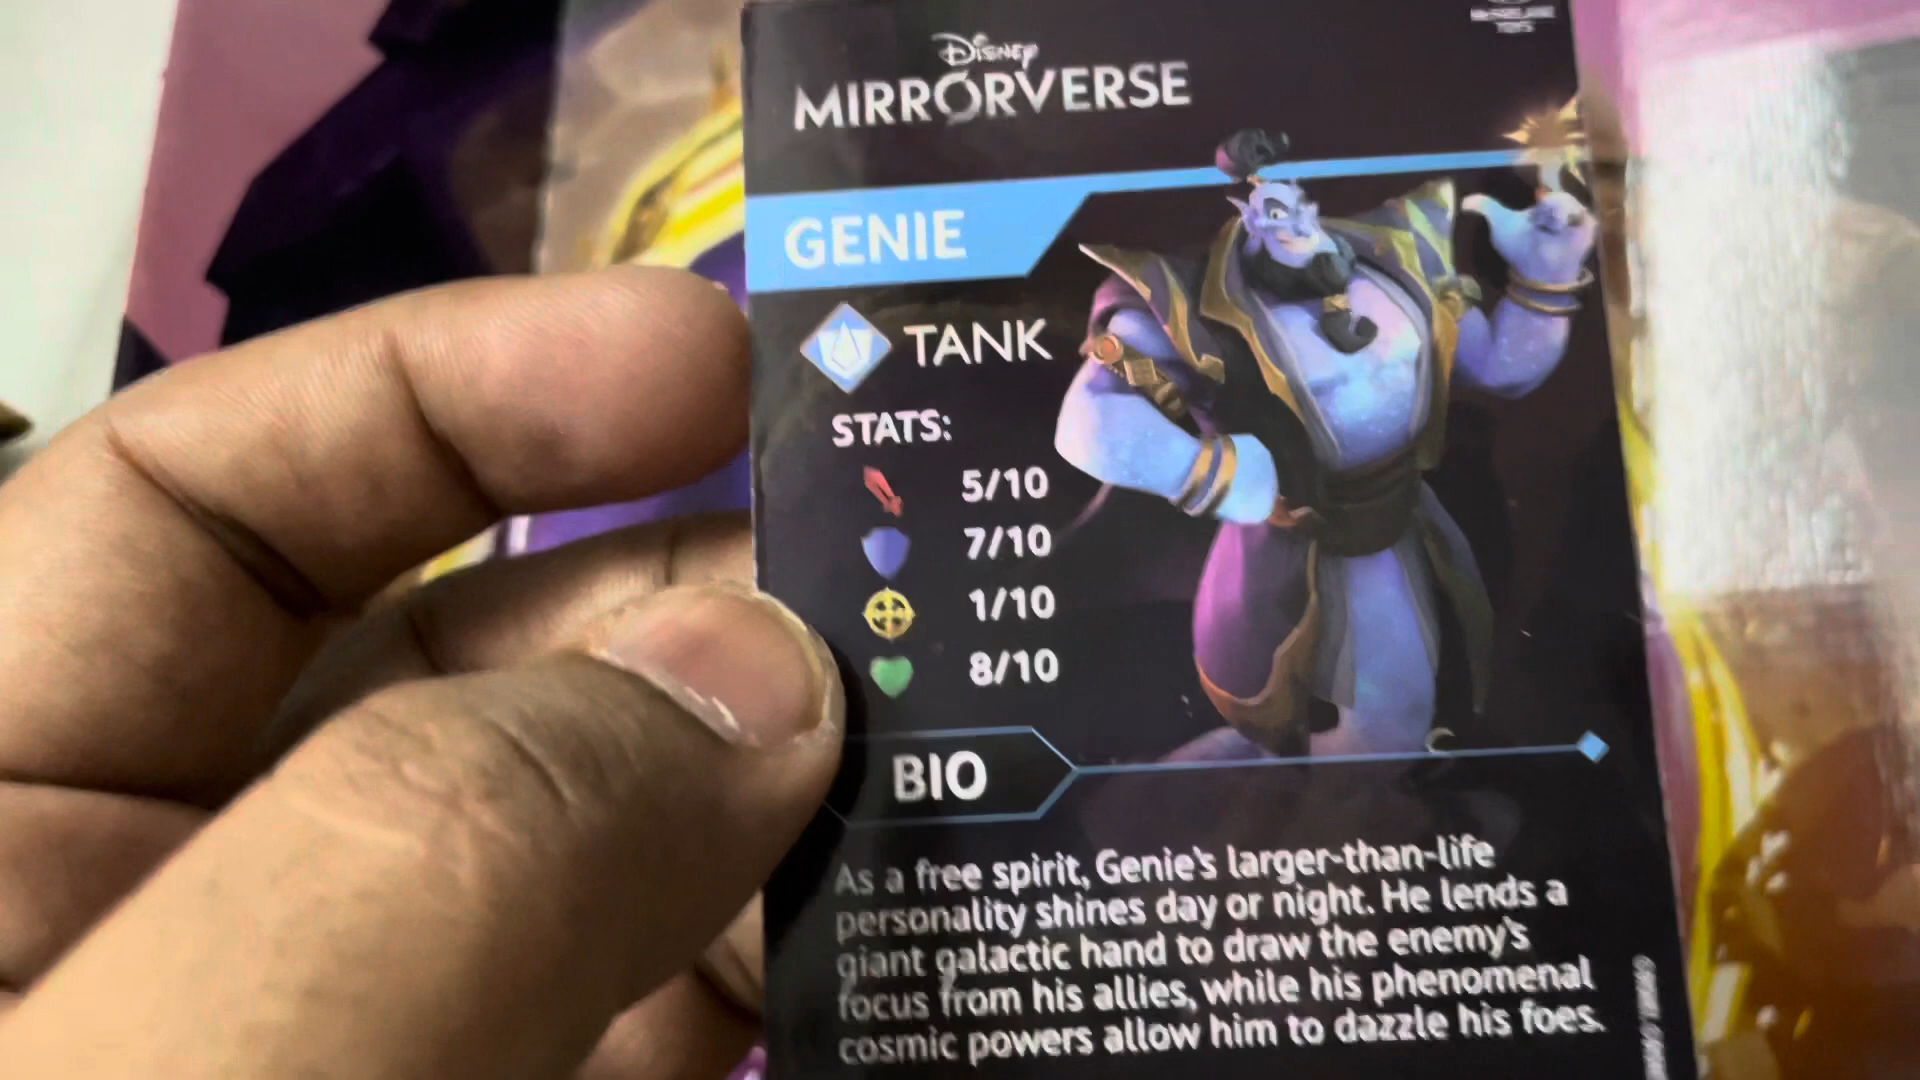 Disney
MIRRORVERSE
GENIE
TANK
STATS:
5/10
7/10
1/10
8/10
BIO
As a free spirit, Genie's larger-than-life
personality shines day or night. He lends a
giant galactic hand to draw the enemy's
focus from his allies, while his phenomenal
cosmic powers allow him to dazzle his foes.